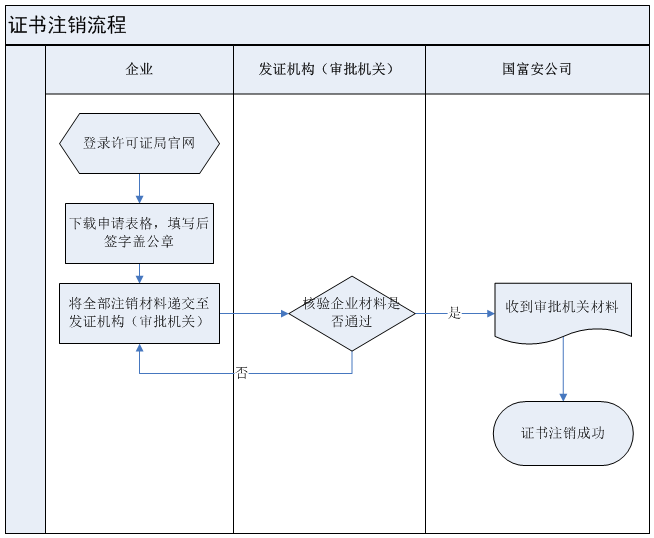 证书注销流程
企业
发证机构（审批机关）
国富安公司
登录许可证局官网
下载申请表格，填写后
签字盖公章
将全部注销材料递交至
发证机构（审批机关）
核验企业材料是
否通过
是
收到审批机关材料
否
证书注销成功